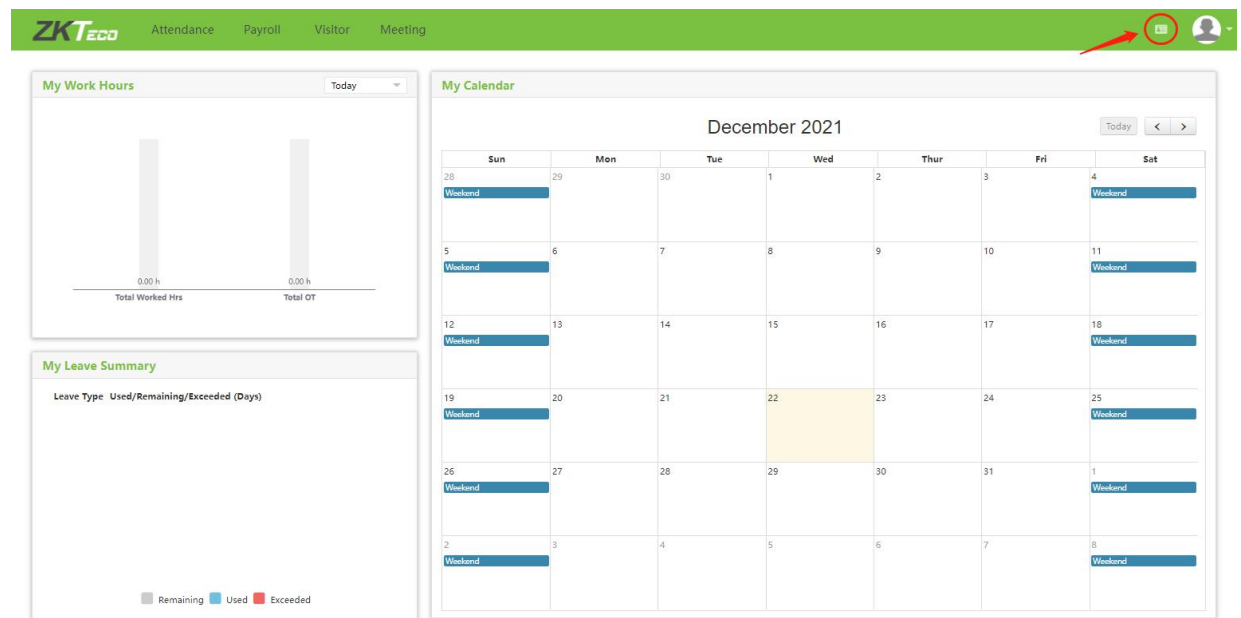 ZKTECO Attendance Payroll Visitor Meeting
My Work Hours Today
0.00 h 0.00 h
Total Worked Hrs Total OT
My Leave Summary
Leave Type Used/Remaining/Exceeded (Days)
Remaining Used Exceeded
My Calendar
December 2021 Today < >
Sun Mon Tue Wed Thur Fri Sat
28 29 30 1 2 3 4
Weekend Weekend
5 6 7 8 9 10 11
Weekend Weekend
12 13 14 15 16 17 18
Weekend Weekend
19 20 21 22 23 24 25
Weekend Weekend
26 27 28 29 30 31 1
Weekend Weekend
2 3 4 5 6 7 8
Weekend Weekend